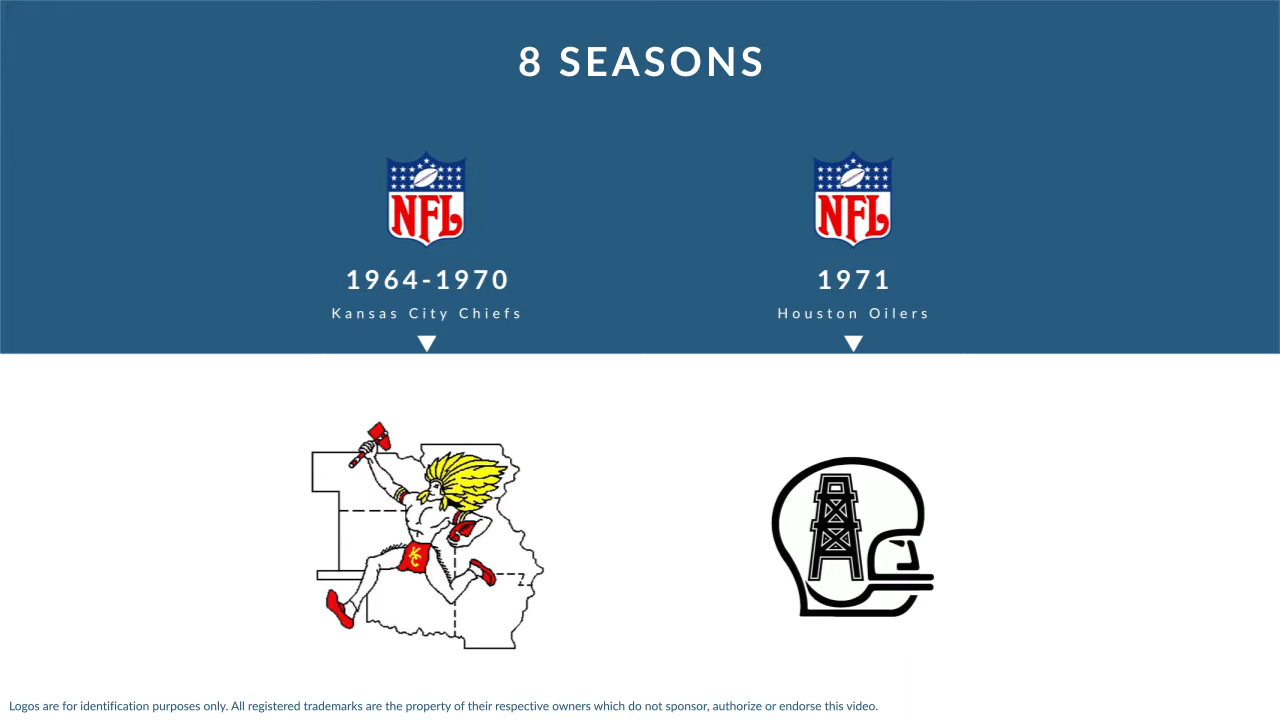 8 SEASONS
NFL
NFL
1964-1970
1971
Kansas City Chiefs
Houston Oilers
KC
Logos are for identification purposes only. All registered trademarks are the property of their respective owners which do not sponsor, authorize or endorse this video.